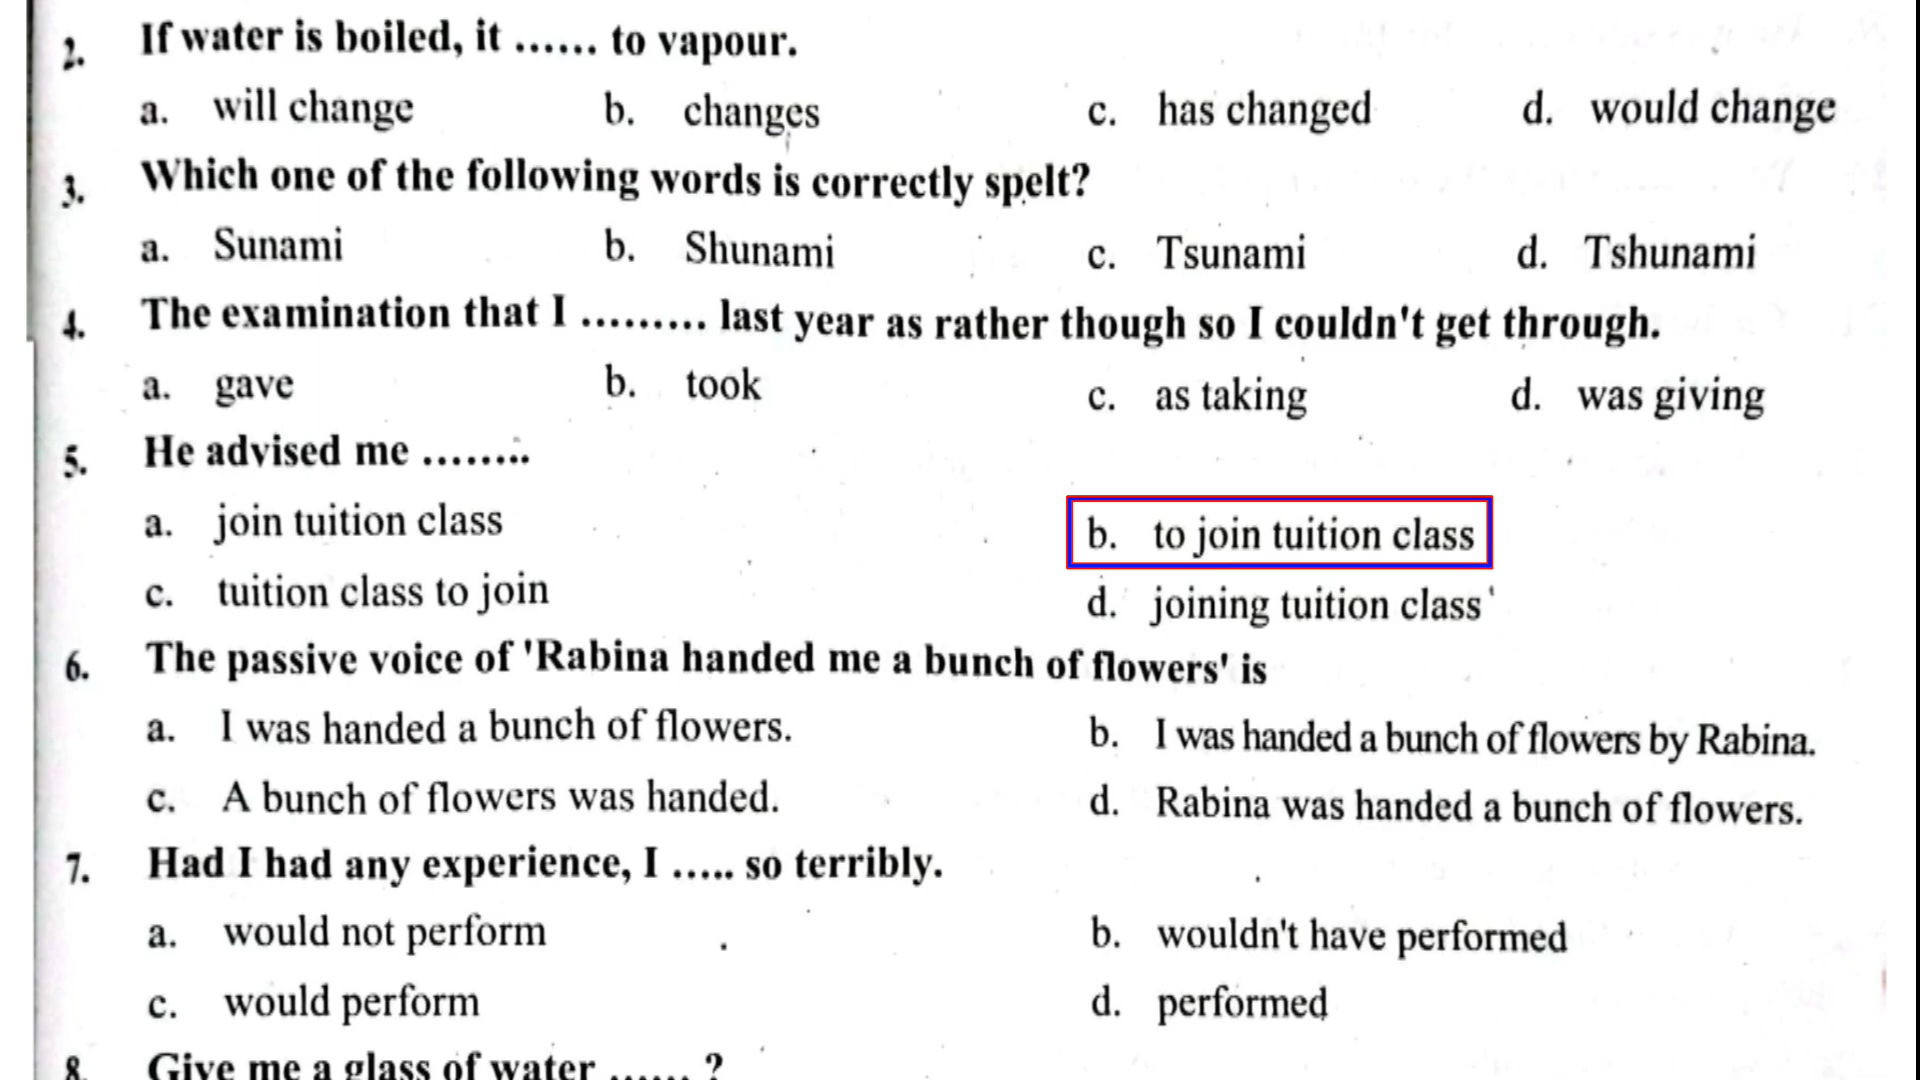 2. If water is boiled, it ...... to vapour.
a. will change b. changes c. has changed d. would change
3. Which one of the following words is correctly spelt?
a. Sunami b. Shunami c. Tsunami d. Tshunami
4. The examination that I ......... last year as rather though so I couldn't get through.
a. gave b. took c. as taking d. was giving
5. He advised me ........
a. join tuition class b. to join tuition class
c. tuition class to join d. joining tuition class
6. The passive voice of 'Rabina handed me a bunch of flowers' is
a. I was handed a bunch of flowers. b. I was handed a bunch of flowers by Rabina.
c. A bunch of flowers was handed. d. Rabina was handed a bunch of flowers.
7. Had I had any experience, I ..... so terribly.
a. would not perform b. wouldn't have performed
c. would perform d. performed
8. Give me a glass of water ...... ?